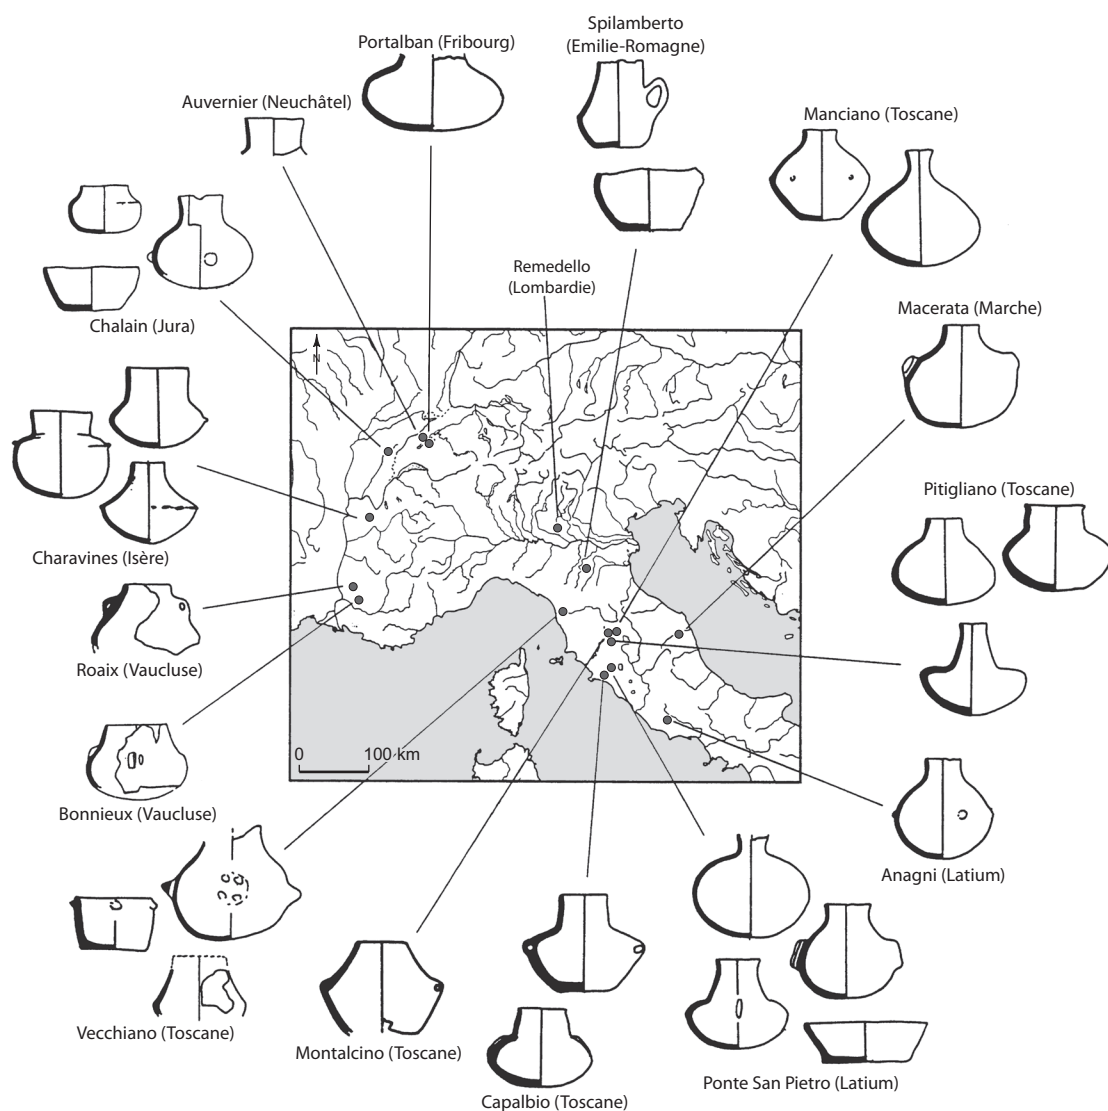 Spilamberto
(Emilie-Romagne)
Portalban (Fribourg)
Auvernier (Neuchâtel)
Manciano (Toscane)
Remedello
(Lombardie)
Macerata (Marche)
Chalain (Jura)
N
Pitigliano (Toscane)
Charavines (Isère)
Roaix (Vaucluse)
0 100 km
Bonnieux (Vaucluse)
Anagni (Latium)
Vecchiano (Toscane)
Montalcino (Toscane)
Ponte San Pietro (Latium)
Capalbio (Toscane)